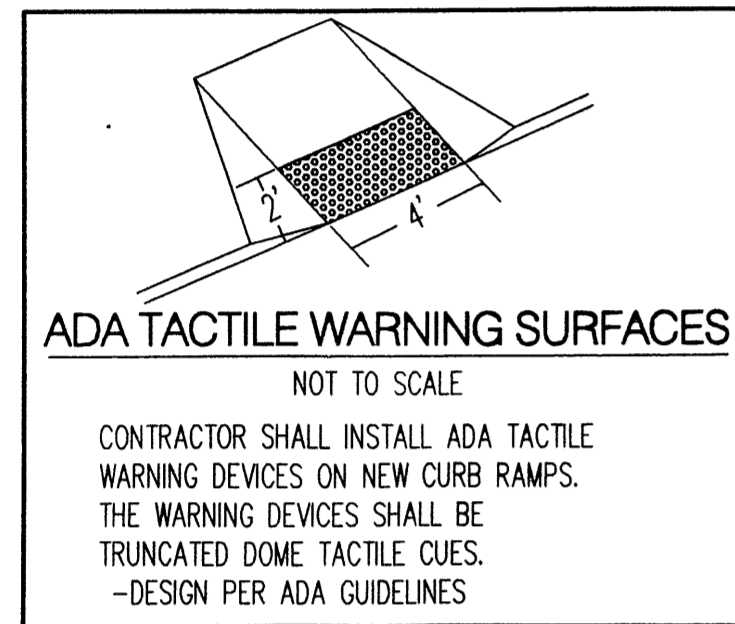 2'
4'
ADA TACTILE WARNING SURFACES
NOT TO SCALE
CONTRACTOR SHALL INSTALL ADA TACTILE
WARNING DEVICES ON NEW CURB RAMPS.
THE WARNING DEVICES SHALL BE
TRUNCATED DOME TACTILE CUES.
-DESIGN PER ADA GUIDELINES